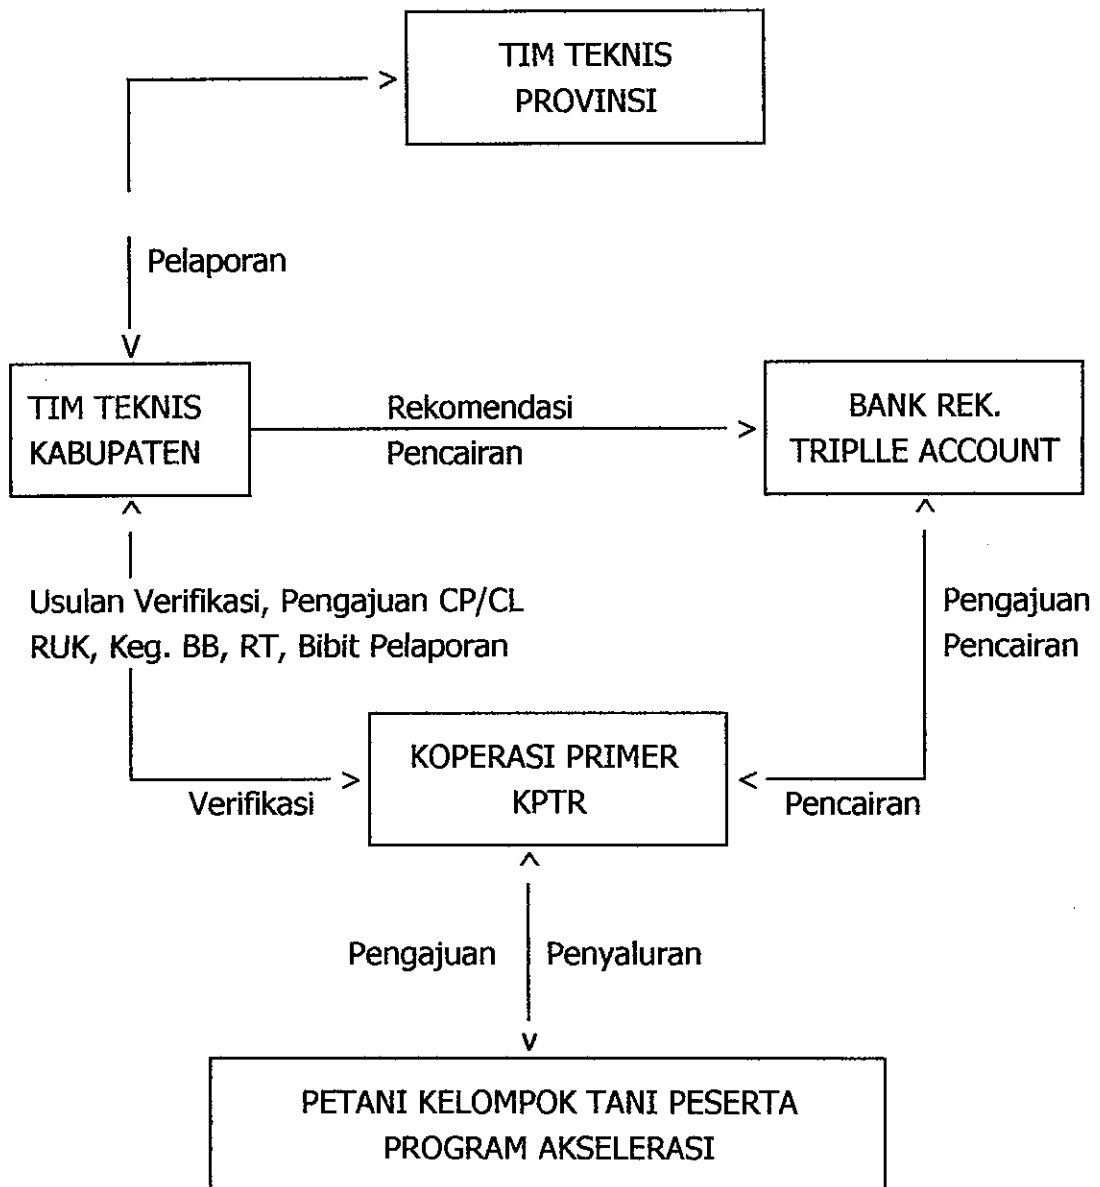 TIM TEKNIS
PROVINSI
Pelaporan
TIM TEKNIS
KABUPATEN
Rekomendasi
Pencairan
BANK REK.
TRIPLLE ACCOUNT
Usulan Verifikasi, Pengajuan CP/CL
RUK, Keg. BB, RT, Bibit Pelaporan
Pengajuan
Pencairan
KOPERASI PRIMER
KPTR
Verifikasi
Pencairan
Pengajuan
Penyaluran
PETANI KELOMPOK TANI PESERTA
PROGRAM AKSELERASI